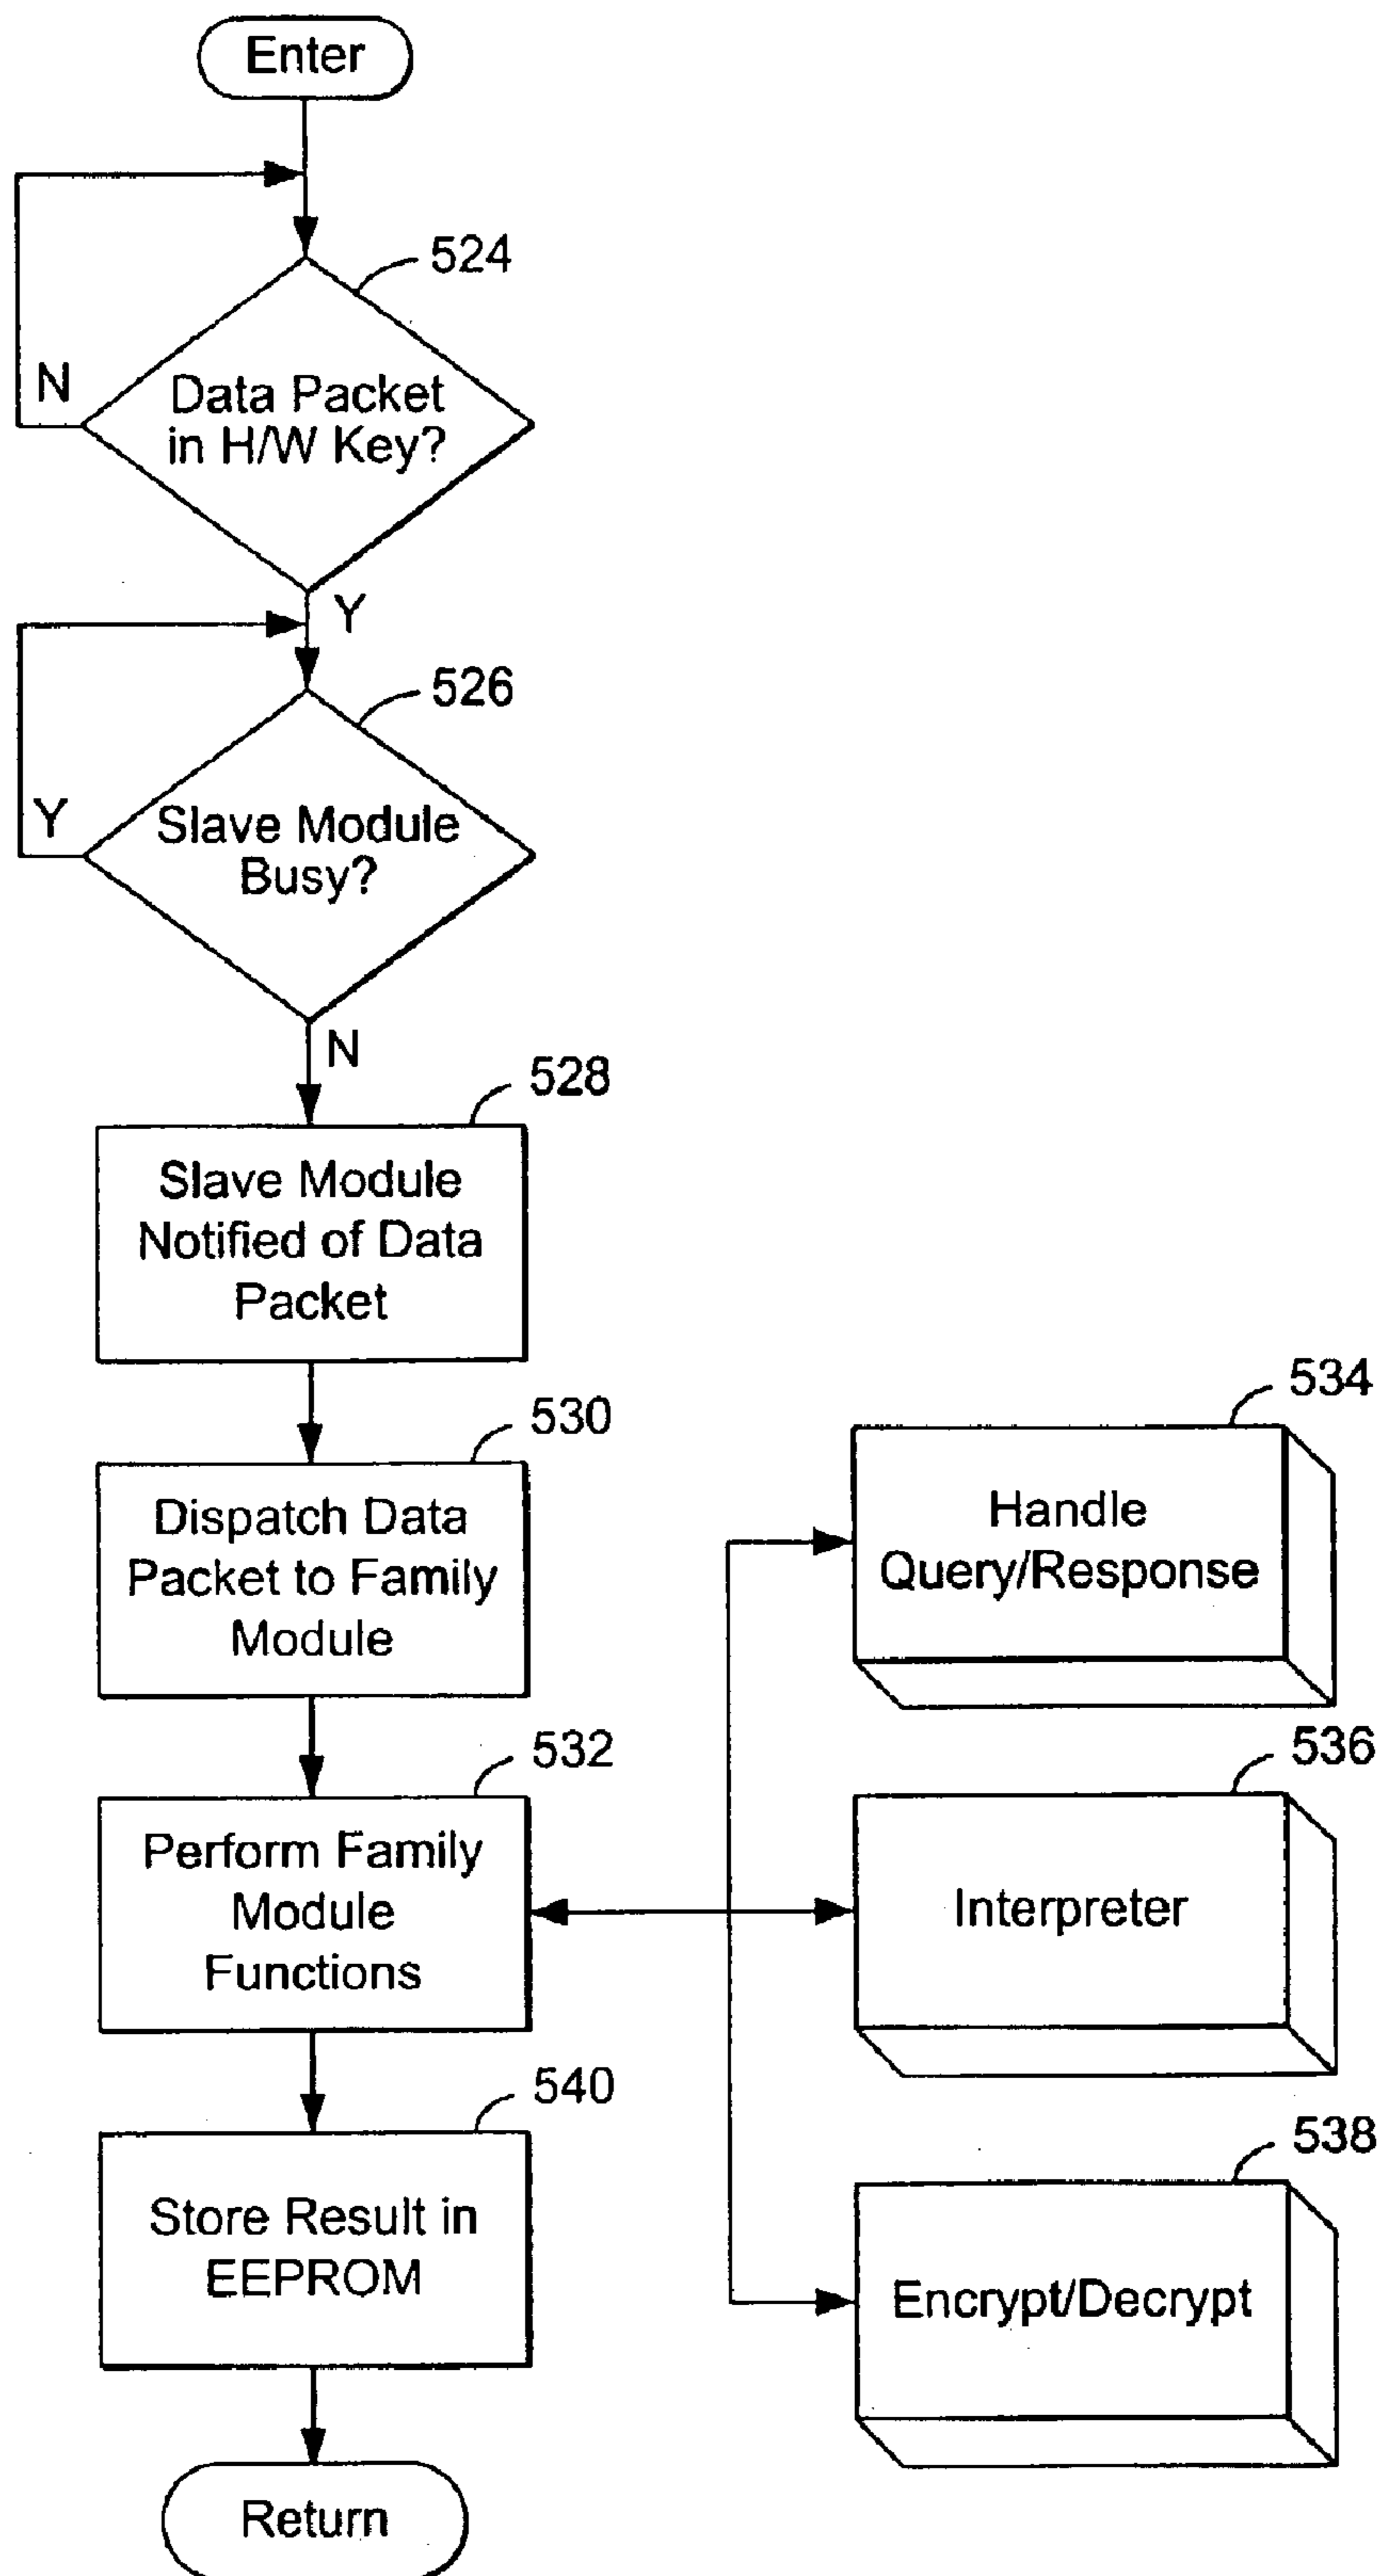 Enter
524
N
Data Packet
in H/W Key?
Y
526
Y
Slave Module
Busy?
N
528
Slave Module
Notified of Data
Packet
530
Dispatch Data
Packet to Family
Module
532
Perform Family
Module
Functions
534
Handle
Query/Response
536
Interpreter
538
Encrypt/Decrypt
540
Store Result in
EEPROM
Return